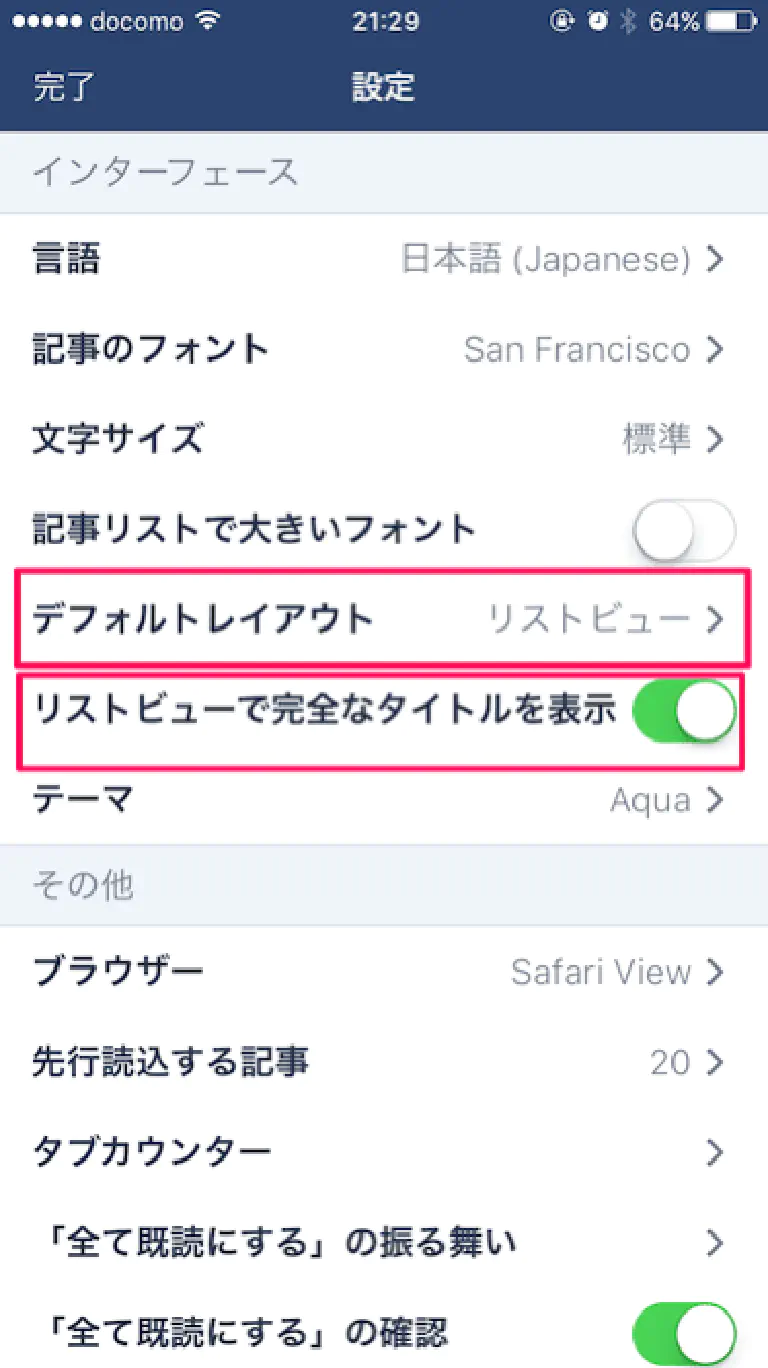 docomo 21:29 64%
完了 設定
インターフェース
言語 日本語 (Japanese)
記事のフォント San Francisco
文字サイズ 標準
記事リストで大きいフォント
デフォルトレイアウト リストビュー
リストビューで完全なタイトルを表示
テーマ Aqua
その他
ブラウザー Safari View
先行読込する記事 20
タブカウンター
「全て既読にする」の振る舞い
「全て既読にする」の確認